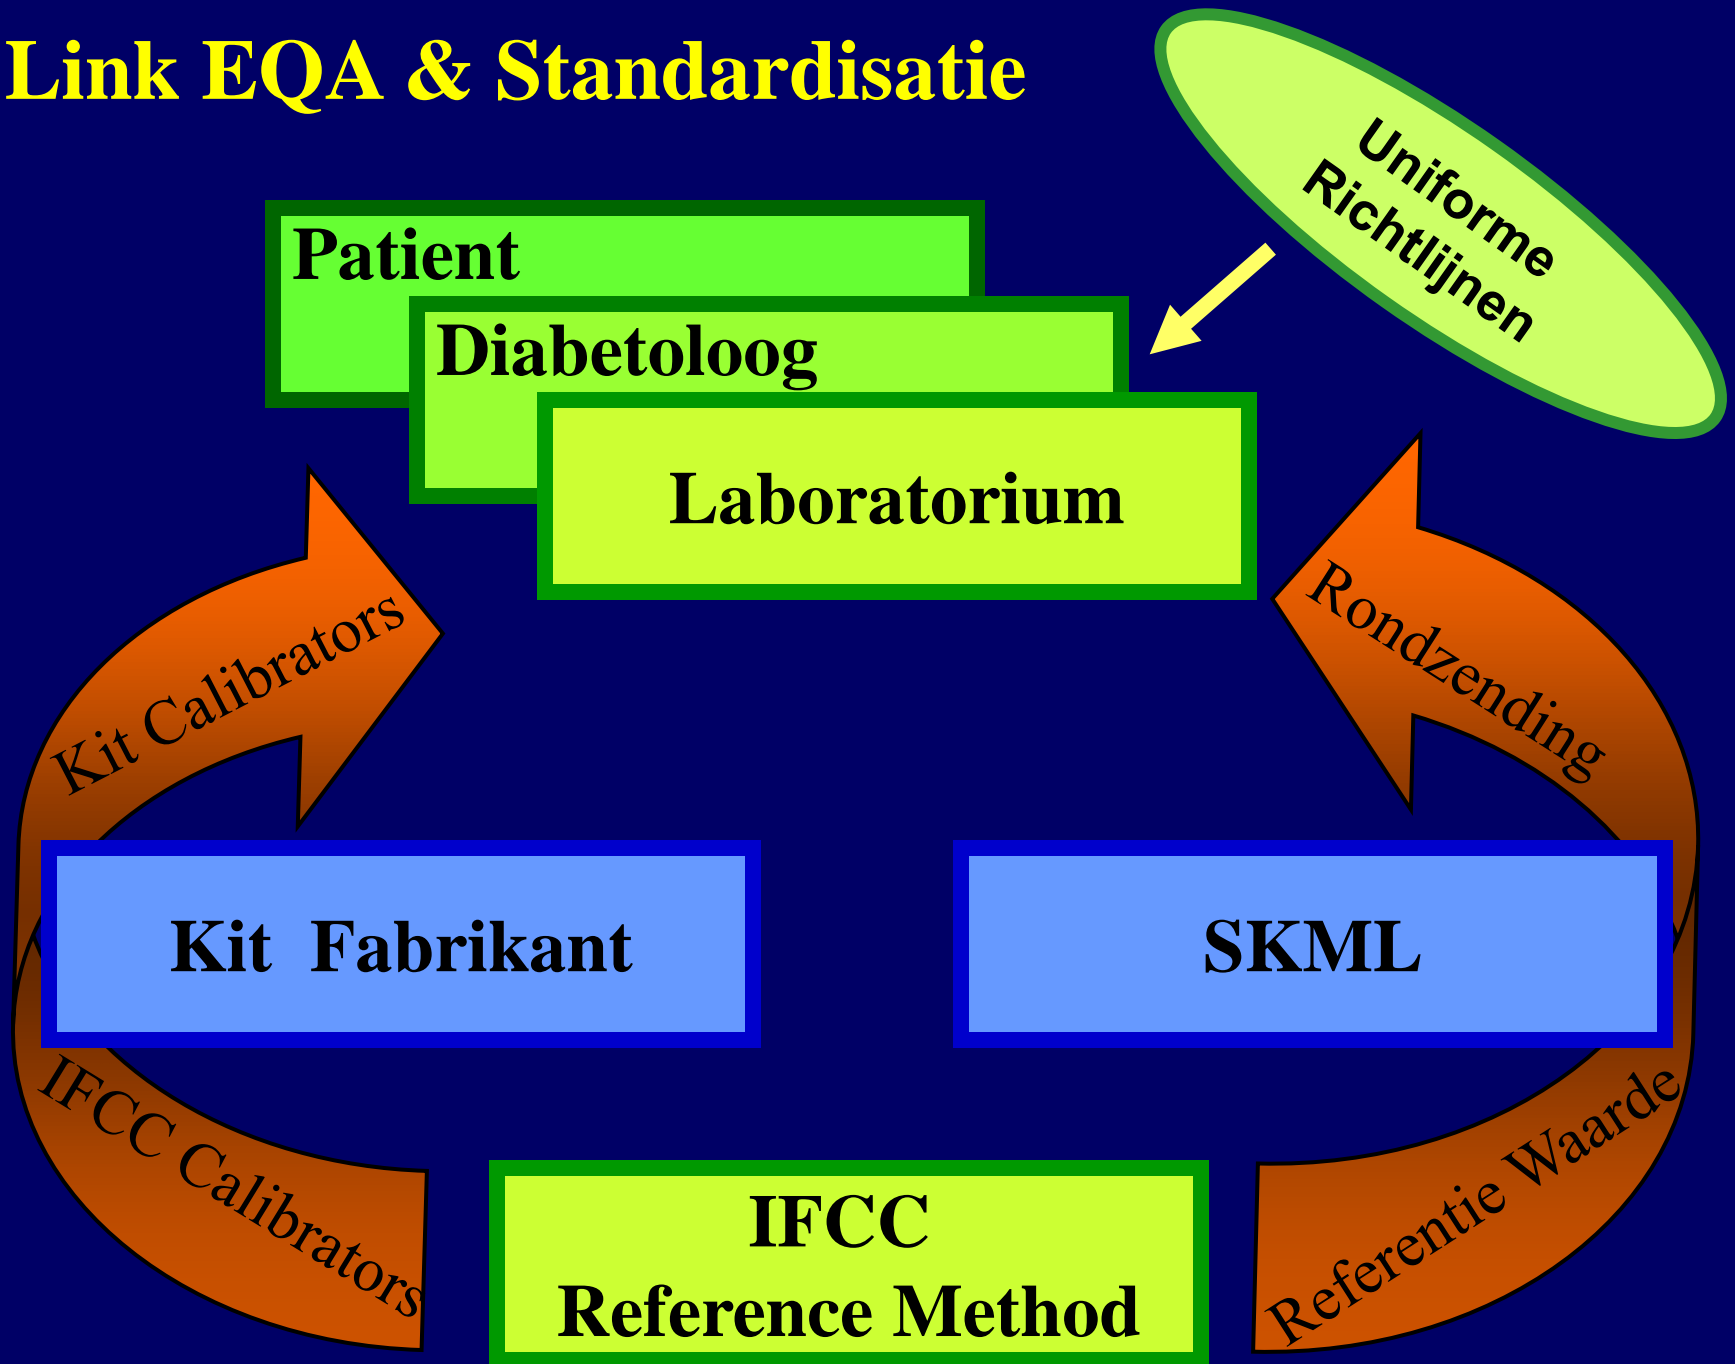 Link EQA & Standardisatie
Uniforme
Richtlijnen
Patient
Diabetoloog
Laboratorium
Kit Calibrators
Rondzending
Kit Fabrikant
SKML
IFCC Calibrators
Referentie Waarde
IFCC
Reference Method